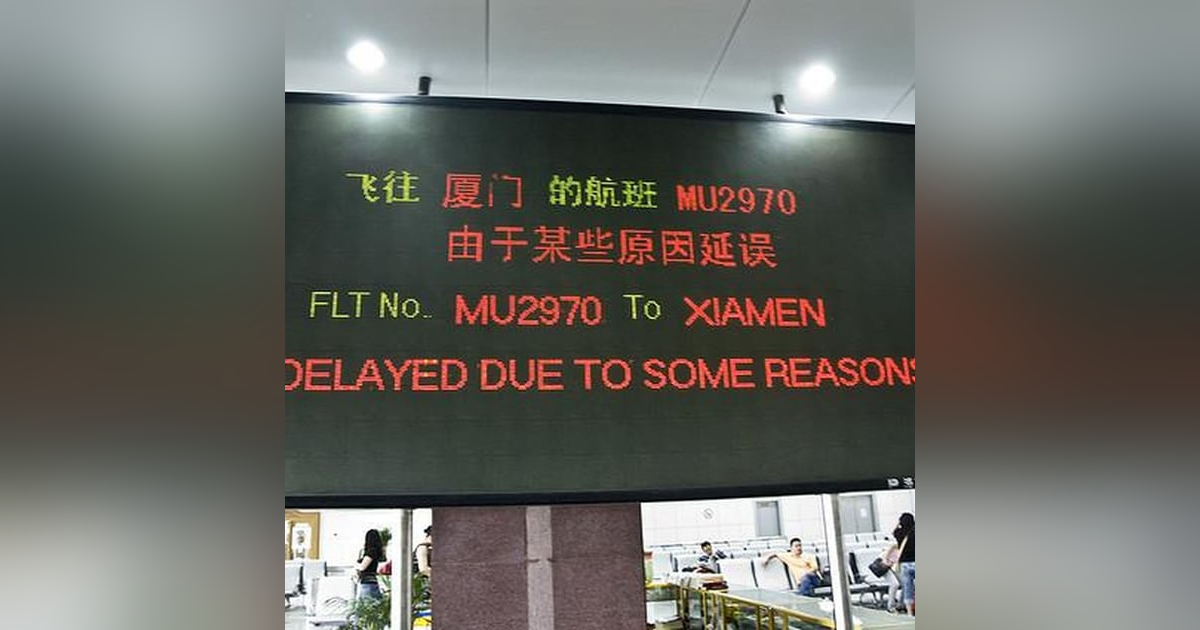 飞往 厦门 的航班 MU2970
由于某些原因延误
FLT No. MU2970 To XIAMEN
DELAYED DUE TO SOME REASONS